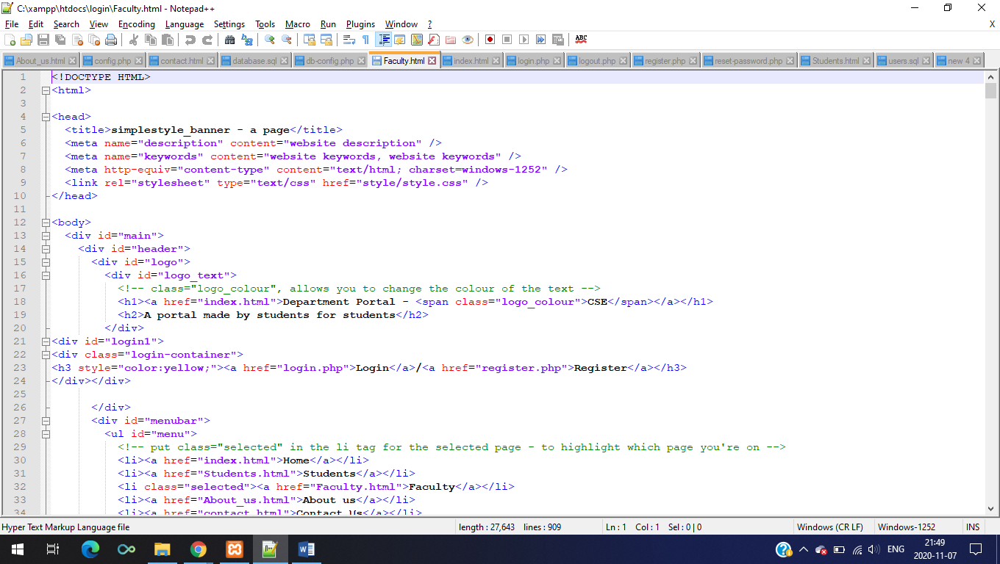 C:\xampp\htdocs\login\Faculty.html - Notepad++
File Edit Search View Encoding Language Settings Tools Macro Run Plugins Window ? X
About_us.html config.php contact.html database.sql db-config.php Faculty.html index.html login.php logout.php register.php reset-password.php Students.html users.sql new 4
1 <!DOCTYPE HTML>
2 <html>
3
4 <head>
5 <title>simplestyle_banner - a page</title>
6 <meta name="description" content="website description" />
7 <meta name="keywords" content="website keywords, website keywords" />
8 <meta http-equiv="content-type" content="text/html; charset=windows-1252" />
9 <link rel="stylesheet" type="text/css" href="style/style.css" />
10 </head>
11
12 <body>
13 <div id="main">
14 <div id="header">
15 <div id="logo">
16 <div id="logo_text">
17 <!-- class="logo_colour", allows you to change the colour of the text -->
18 <h1><a href="index.html">Department Portal - <span class="logo_colour">CSE</span></a></h1>
19 <h2>A portal made by students for students</h2>
20 </div>
21 <div id="login1">
22 <div class="login-container">
23 <h3 style="color:yellow;"><a href="login.php">Login</a>/<a href="register.php">Register</a></h3>
24 </div></div>
25
26 </div>
27 <div id="menubar">
28 <ul id="menu">
29 <!-- put class="selected" in the li tag for the selected page - to highlight which page you're on -->
30 <li><a href="index.html">Home</a></li>
31 <li><a href="Students.html">Students</a></li>
32 <li class="selected"><a href="Faculty.html">Faculty</a></li>
33 <li><a href="About_us.html">About us</a></li>
34 <li><a href="contact.html">Contact Us</a></li>
Hyper Text Markup Language file length : 27,643 lines : 909 Ln : 1 Col : 1 Sel : 0 | 0 Windows (CR LF) Windows-1252 INS
ENG 21:49
2020-11-07